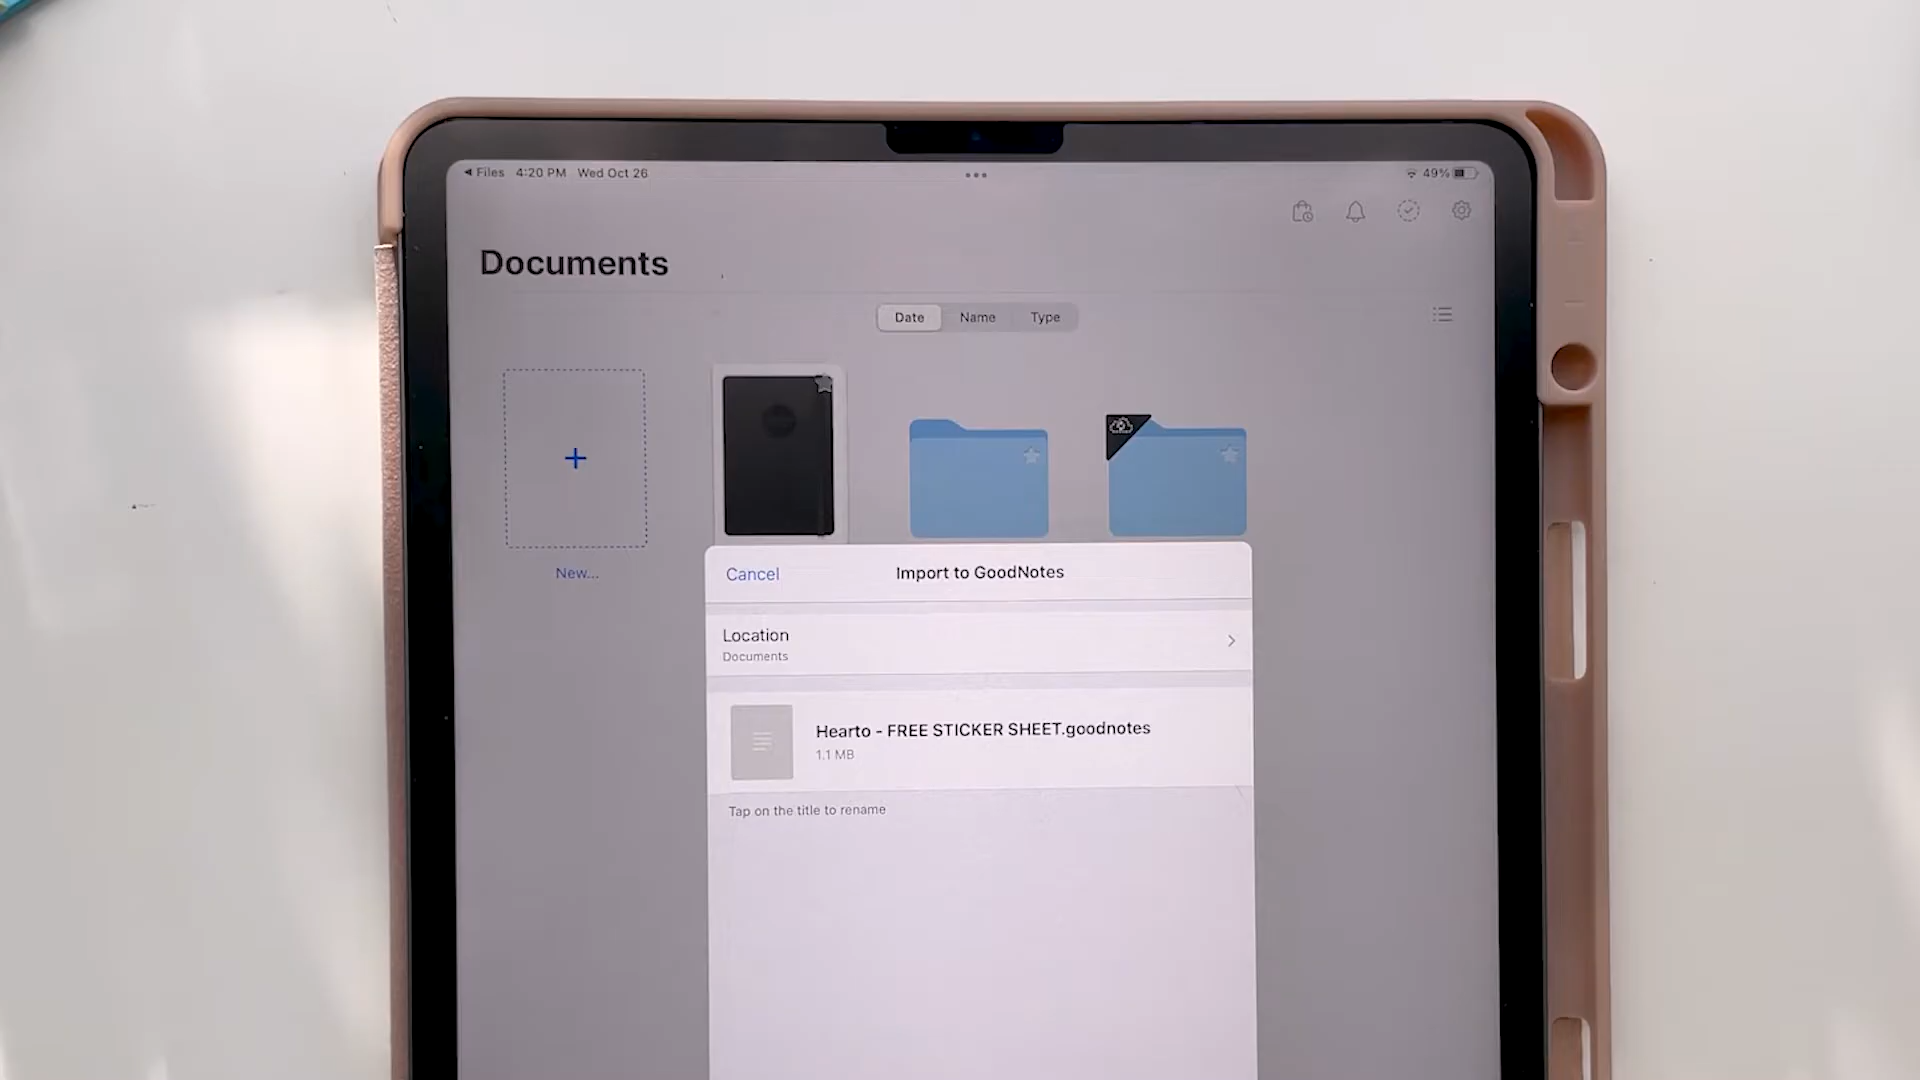 Files 4:20 PM Wed Oct 26 49%
Documents
Date Name Type
New...
Cancel Import to GoodNotes
Location
Documents
Hearto - FREE STICKER SHEET.goodnotes
1.1 MB
Tap on the title to rename